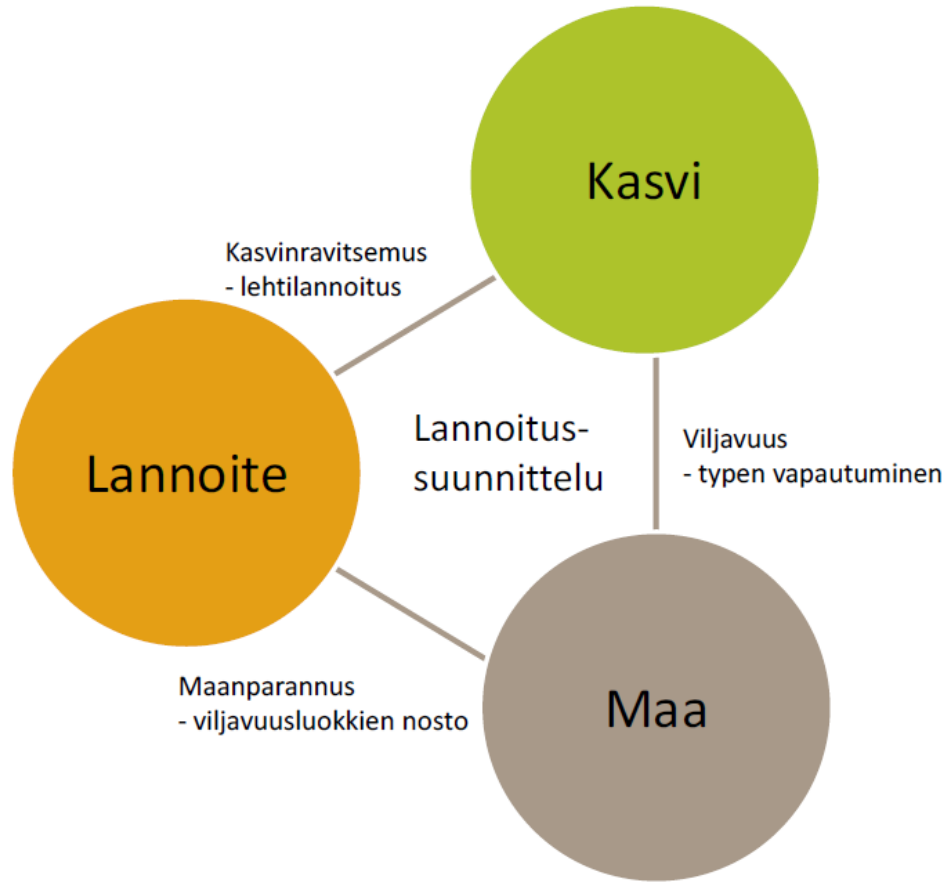 Kasvi
Kasvinravitsemus
- lehtilannoitus
Lannoite
Lannoitus-
suunnittelu
Viljavuus
- typen vapautuminen
Maanparannus
- viljavuusluokkien nosto
Maa